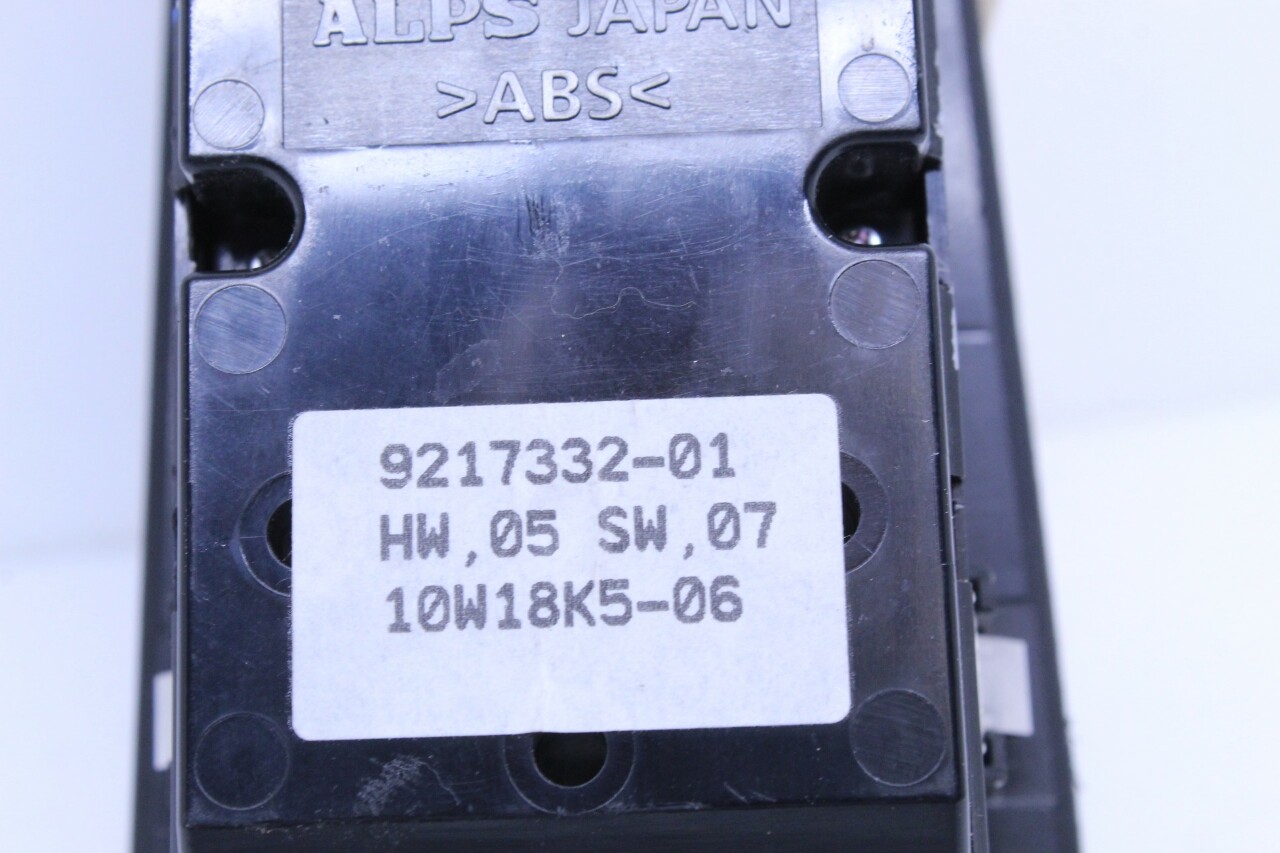 ALPS JAPAN
>ABS<
9217332-01
HW,05 SW,07
10W18K5-06